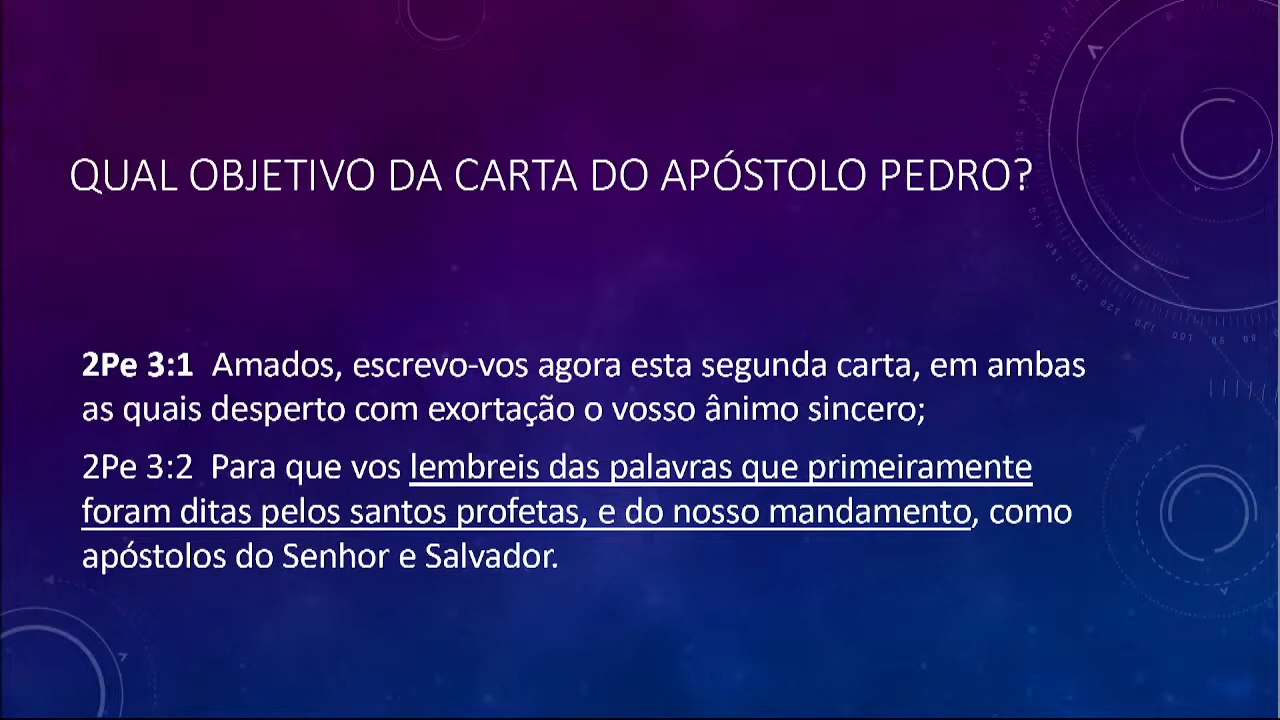 QUAL OBJETIVO DA CARTA DO APÓSTOLO PEDRO?
2Pe 3:1 Amados, escrevo-vos agora esta segunda carta, em ambas
as quais desperto com exortação o vosso ânimo sincero;
2Pe 3:2 Para que vos lembreis das palavras que primeiramente
foram ditas pelos santos profetas, e do nosso mandamento, como
apóstolos do Senhor e Salvador.